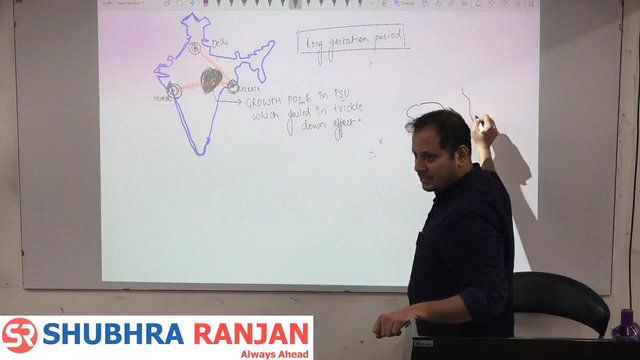 Delhi
Long gestation period
MUMBAI
KOLKATA
GROWTH POLE in PSU
which failed in trickle
down effect
SR
SHUBHRA RANJAN
Always Ahead